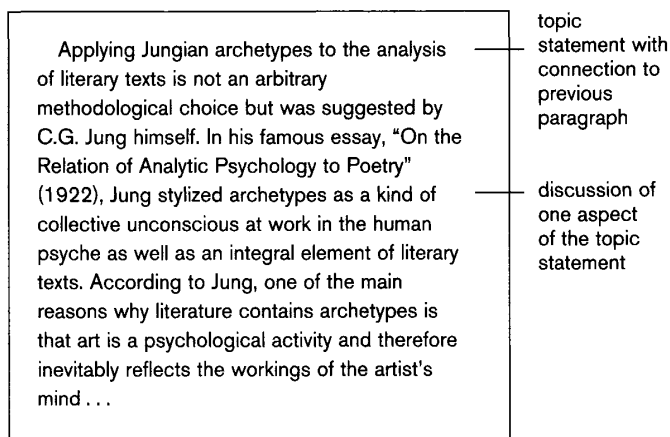 Applying Jungian archetypes to the analysis
of literary texts is not an arbitrary
methodological choice but was suggested by
C.G. Jung himself. In his famous essay, “On the
Relation of Analytic Psychology to Poetry”
(1922), Jung stylized archetypes as a kind of
collective unconscious at work in the human
psyche as well as an integral element of literary
texts. According to Jung, one of the main
reasons why literature contains archetypes is
that art is a psychological activity and therefore
inevitably reflects the workings of the artist’s
mind . . .
topic
statement with
connection to
previous
paragraph
discussion of
one aspect
of the topic
statement